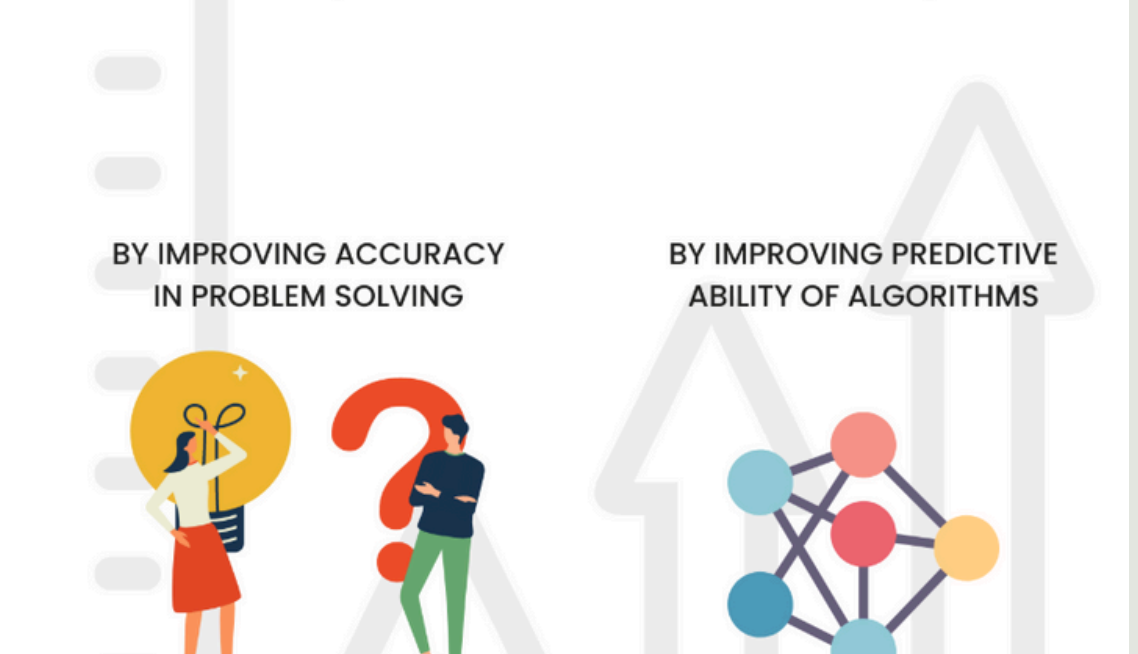 BY IMPROVING ACCURACY
IN PROBLEM SOLVING
BY IMPROVING PREDICTIVE
ABILITY OF ALGORITHMS